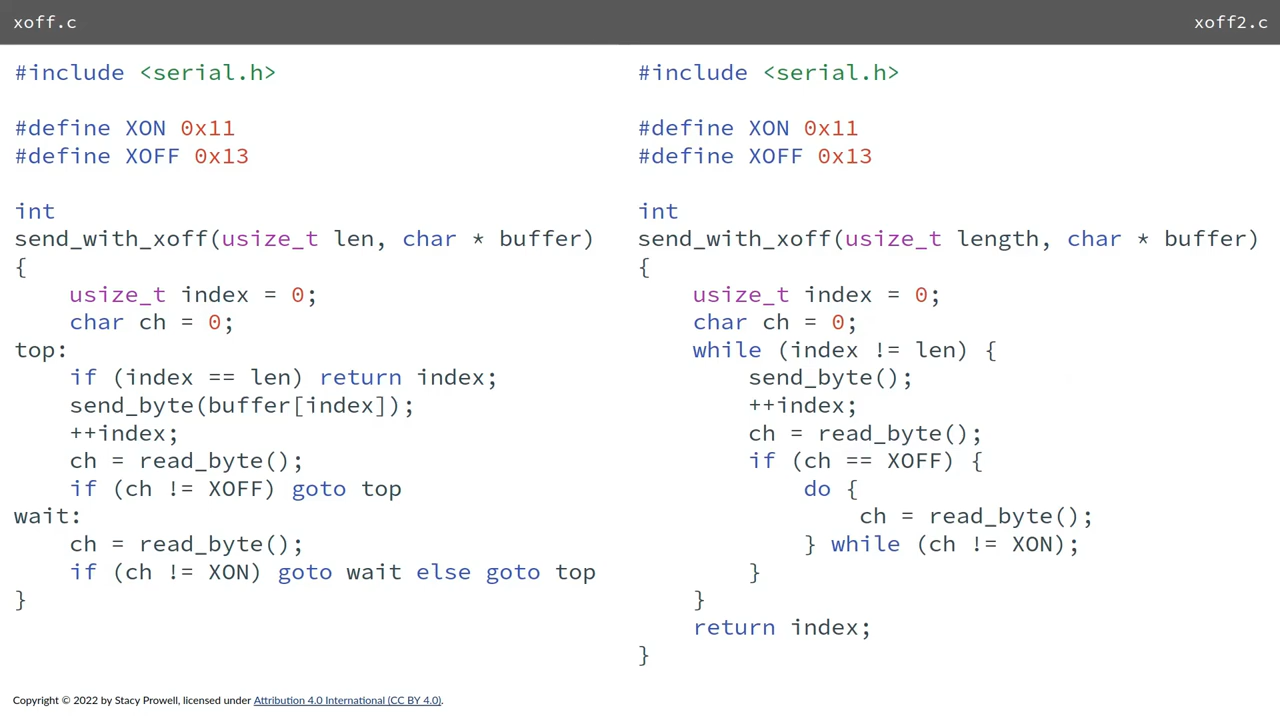 xoff.c
#include <serial.h>
#define XON 0x11
#define XOFF 0x13
int
send_with_xoff(usize_t len, char * buffer)
{
usize_t index = 0;
char ch = 0;
top:
if (index == len) return index;
send_byte(buffer[index]);
++index;
ch = read_byte();
if (ch != XOFF) goto top
wait:
ch = read_byte();
if (ch != XON) goto wait else goto top
}
xoff2.c
#include <serial.h>
#define XON 0x11
#define XOFF 0x13
int
send_with_xoff(usize_t length, char * buffer)
{
usize_t index = 0;
char ch = 0;
while (index != len) {
send_byte();
++index;
ch = read_byte();
if (ch == XOFF) {
do {
ch = read_byte();
} while (ch != XON);
}
}
return index;
}
Copyright © 2022 by Stacy Prowell, licensed under Attribution 4.0 International (CC BY 4.0).